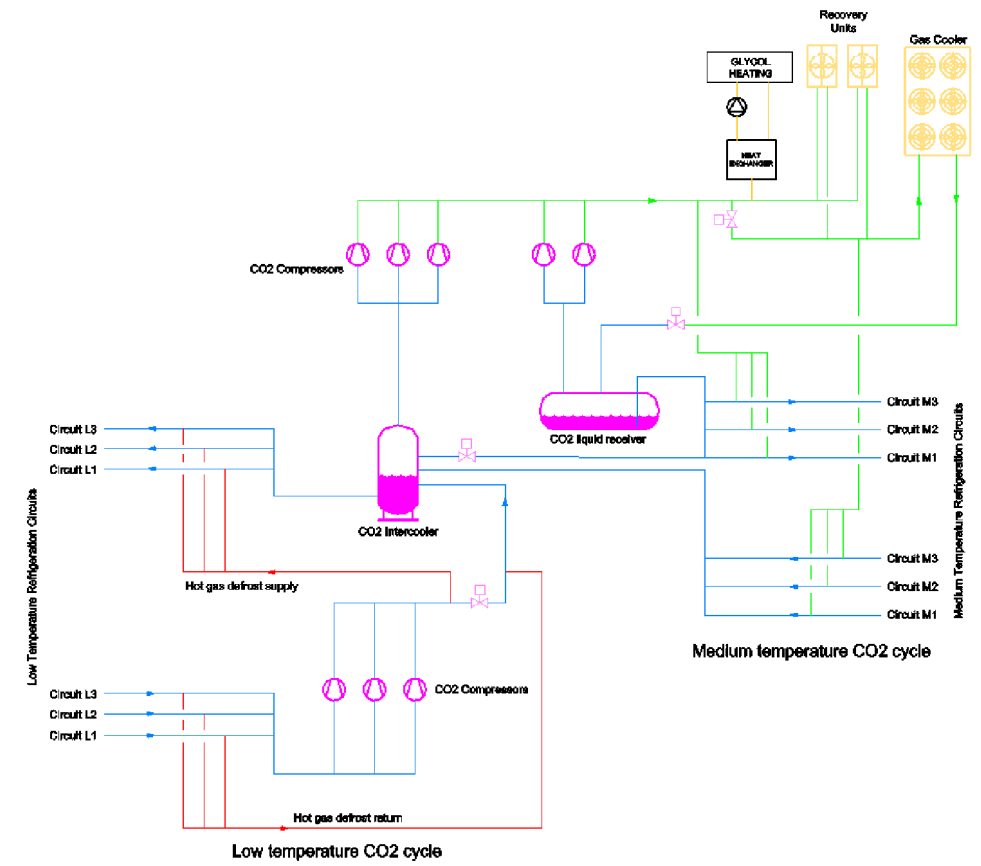 Recovery
Units
Gas Cooler
GLYCOL
HEATING
HEAT
EXCHANGER
CO2 Compressors
Circuit M3
Circuit M2
Circuit M1
CO2 liquid receiver
Circuit L3
Circuit L2
Circuit L1
CO2 Intercooler
Low Temperature Refrigeration Circuits
Medium Temperature Refrigeration Circuits
Hot gas defrost supply
Circuit M3
Circuit M2
Circuit M1
Medium temperature CO2 cycle
CO2 Compressors
Circuit L3
Circuit L2
Circuit L1
Hot gas defrost return
Low temperature CO2 cycle